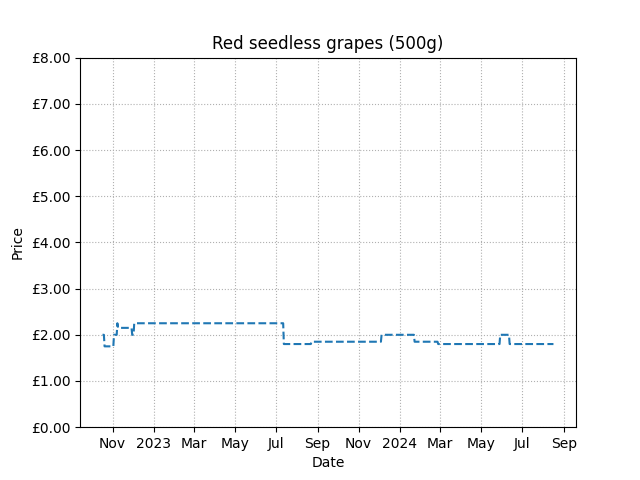 Red seedless grapes (500g)
£8.00
£7.00
£6.00
£5.00
£4.00
£3.00
£2.00
£1.00
£0.00
Price
Nov 2023 Mar May Jul Sep Nov 2024 Mar May Jul Sep
Date